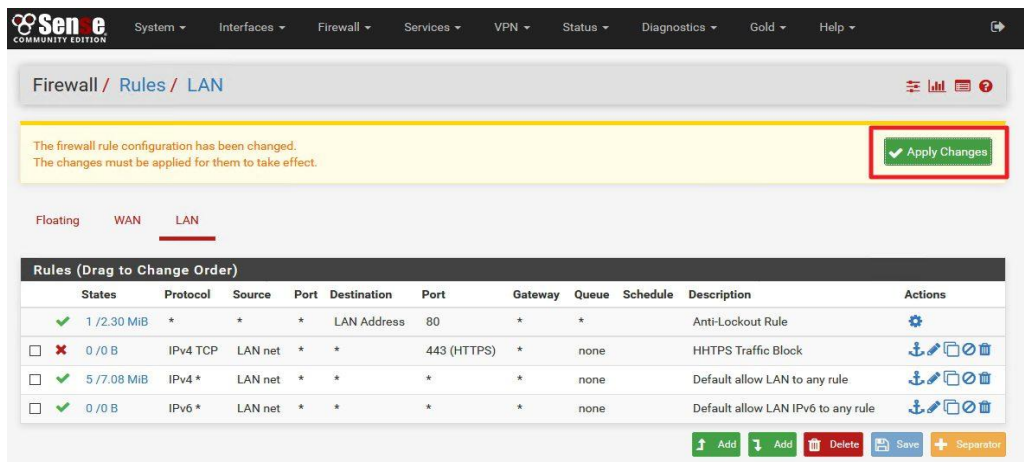 Sense
COMMUNITY EDITION
System Interfaces Firewall Services VPN Status Diagnostics Gold Help
Firewall / Rules / LAN
The firewall rule configuration has been changed.
The changes must be applied for them to take effect.
Apply Changes
Floating WAN LAN
Rules (Drag to Change Order)
States Protocol Source Port Destination Port Gateway Queue Schedule Description Actions
1 /2.30 MiB * * * LAN Address 80 * * Anti-Lockout Rule
0 /0 B IPv4 TCP LAN net * * 443 (HTTPS) * none HHTPS Traffic Block
5 /7.08 MiB IPv4 * LAN net * * * * none Default allow LAN to any rule
0 /0 B IPv6 * LAN net * * * * none Default allow LAN IPv6 to any rule
Add Add Delete Save Separator